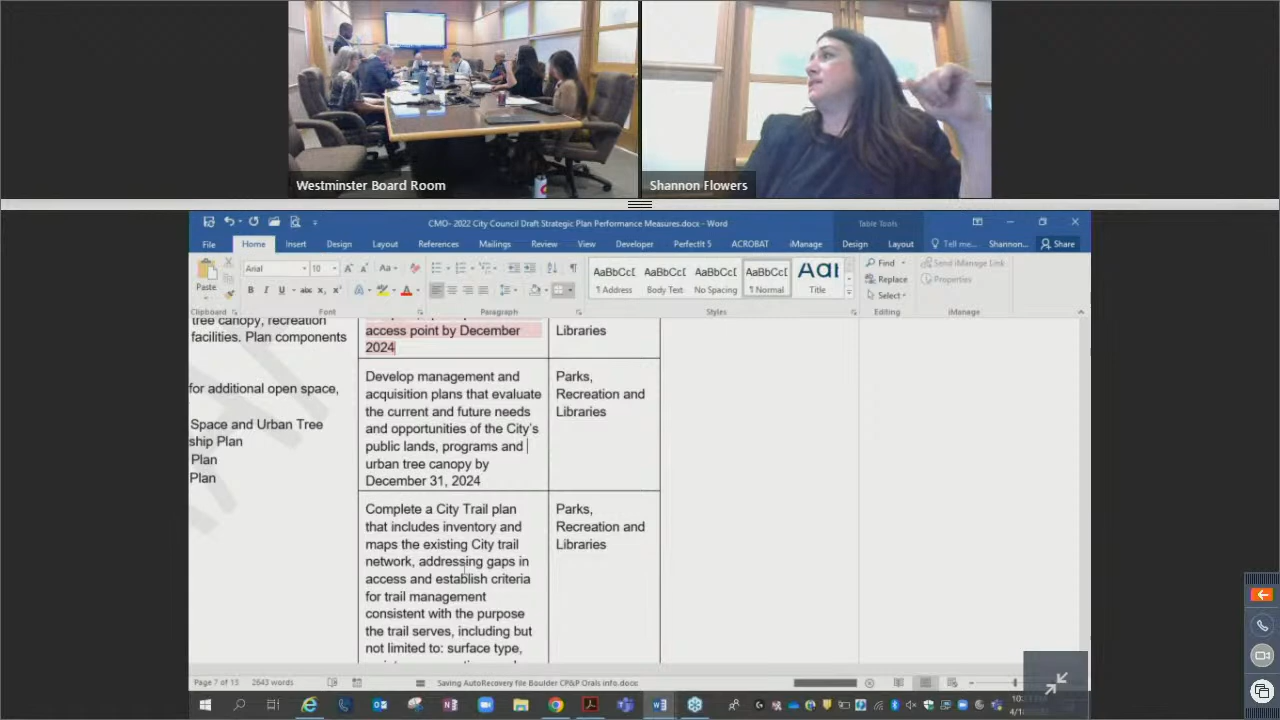 Westminster Board Room
Shannon Flowers
CMO- 2022 City Council Draft Strategic Plan Performance Measures.docx - Word
Table Tools
File Home Insert Design Layout References Mailings Review View Developer PerfectIt 5 ACROBAT iManage Design Layout Tell me... Shannon... Share
Paste
Arial 10
Aa
B I U abc X₂ X²
AaBbCcI AaBbCcI AaBbCcI AaBbCcI AaI
¶ Address Body Text No Spacing ¶ Normal Title
Find
Replace
Select
Send iManage Link
Properties
Clipboard Paragraph Styles Editing iManage
tree canopy, recreation
facilities. Plan components
for additional open space,
Space and Urban Tree
ship Plan
Plan
Plan
access point by December
2024
Libraries
Develop management and
acquisition plans that evaluate
the current and future needs
and opportunities of the City's
public lands, programs and
urban tree canopy by
December 31, 2024
Parks,
Recreation and
Libraries
Complete a City Trail plan
that includes inventory and
maps the existing City trail
network, addressing gaps in
access and establish criteria
for trail management
consistent with the purpose
the trail serves, including but
not limited to: surface type,
Parks,
Recreation and
Libraries
Page 7 of 13 2643 words Saving AutoRecovery file Boulder CP&P Orals info.docx: